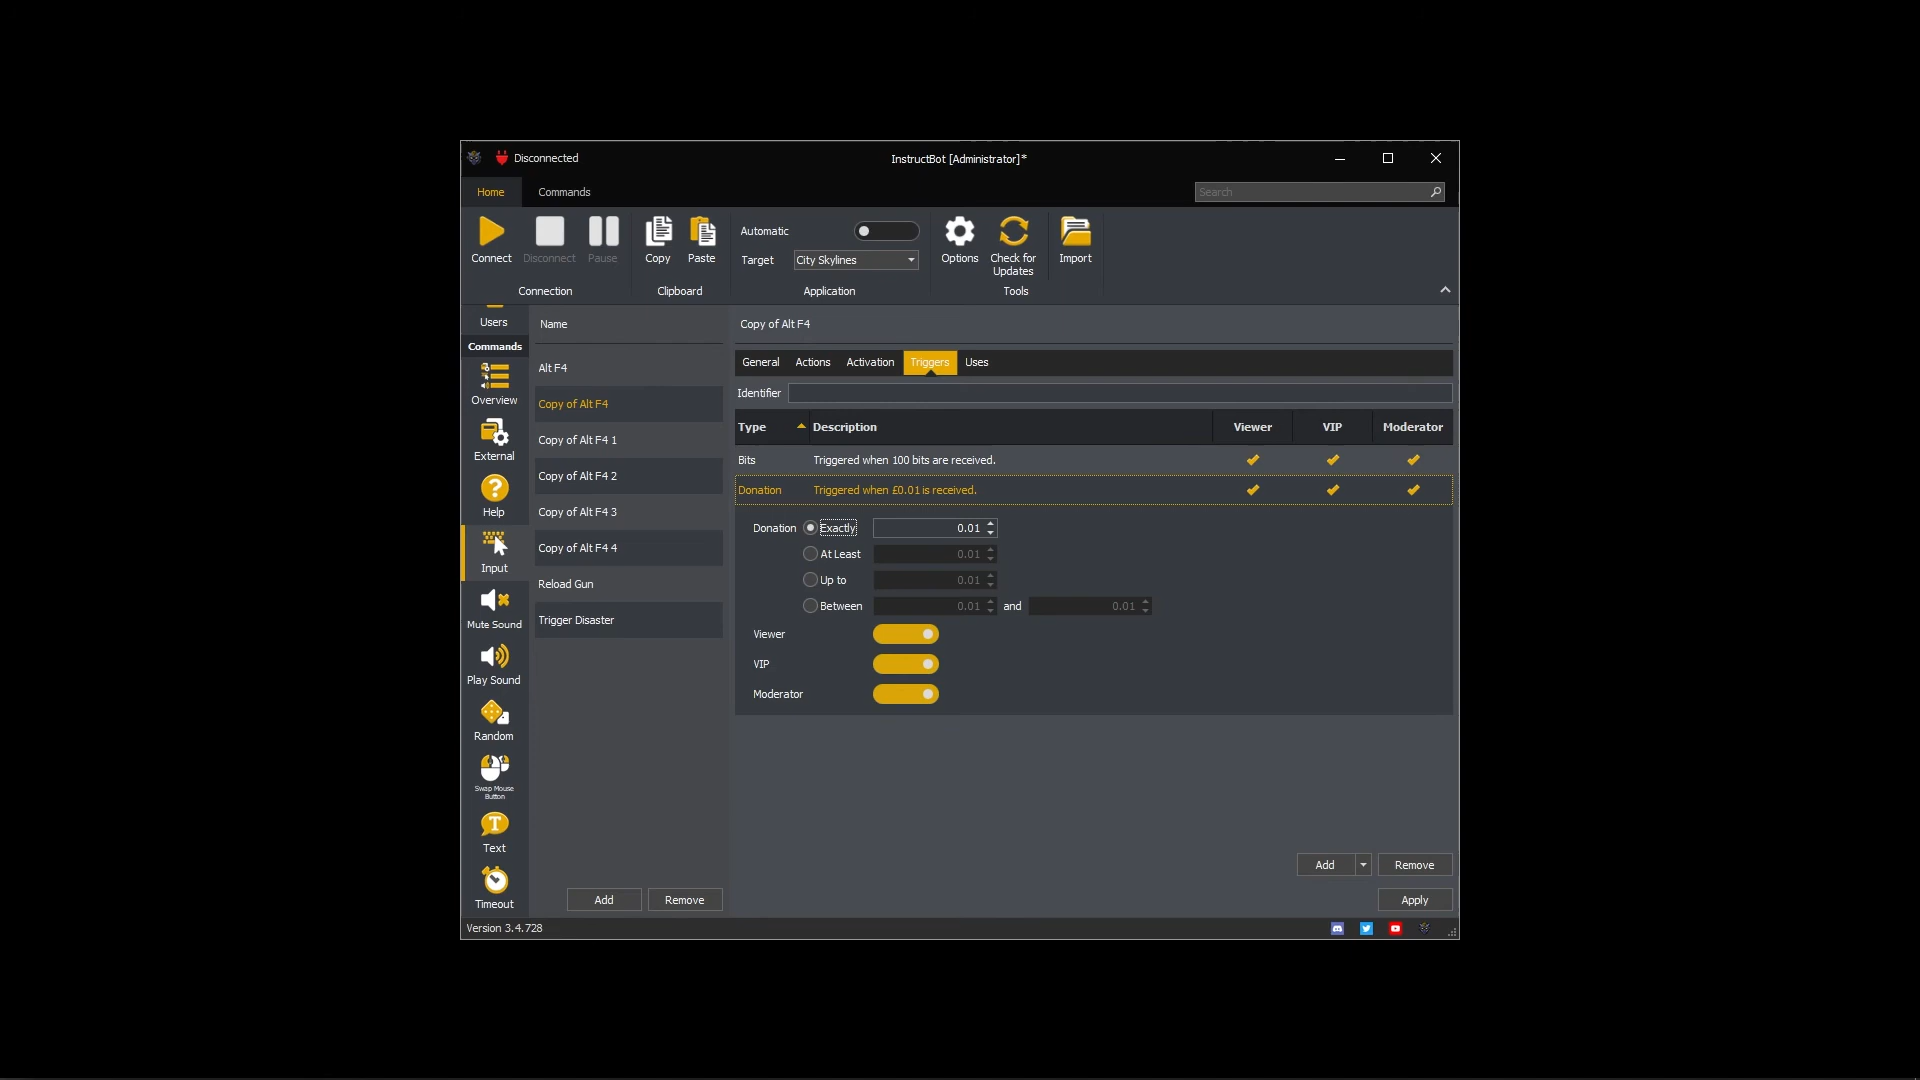 Disconnected
InstructBot [Administrator]*
Home
Commands
Search
Connect
Disconnect
Pause
Connection
Copy
Paste
Clipboard
Automatic
Target
City Skylines
Application
Options
Check for
Updates
Tools
Import
Users
Commands
Overview
External
Help
Input
Mute Sound
Play Sound
Random
Swap Mouse
Button
Text
Timeout
Name
Alt F4
Copy of Alt F4
Copy of Alt F4 1
Copy of Alt F4 2
Copy of Alt F4 3
Copy of Alt F4 4
Reload Gun
Trigger Disaster
Add
Remove
Copy of Alt F4
General
Actions
Activation
Triggers
Uses
Identifier
Type
Description
Viewer
VIP
Moderator
Bits
Triggered when 100 bits are received.
Donation
Triggered when £0.01 is received.
Donation
Exactly
0.01
At Least
0.01
Up to
0.01
Between
0.01
and
0.01
Viewer
VIP
Moderator
Add
Remove
Apply
Version 3.4.728